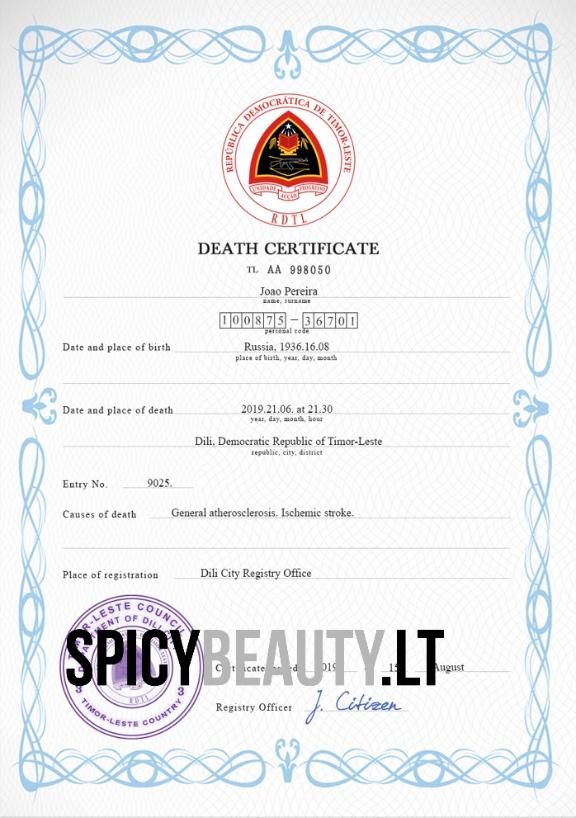 REPÚBLICA DEMOCRÁTICA DE TIMOR-LESTE
UNIDADE ACÇÃO PROGRESSO
RDTL
DEATH CERTIFICATE
TL AA 998050
Joao Pereira
name, surname
100875 – 36701
personal code
Date and place of birth Russia, 1936.16.08
place of birth, year, day, month
Date and place of death 2019.21.06. at 21.30
year, day, month, hour
Dili, Democratic Republic of Timor-Leste
republic, city, district
Entry No. 9025.
Causes of death General atherosclerosis. Ischemic stroke.
Place of registration Dili City Registry Office
TIMOR-LESTE COUNCIL
DEPARTMENT OF DILI
RDTL
3 3
TIMOR-LESTE COUNTRY
SPICYBEAUTY.LT
2019 15 August
Registry Officer J. Citizen